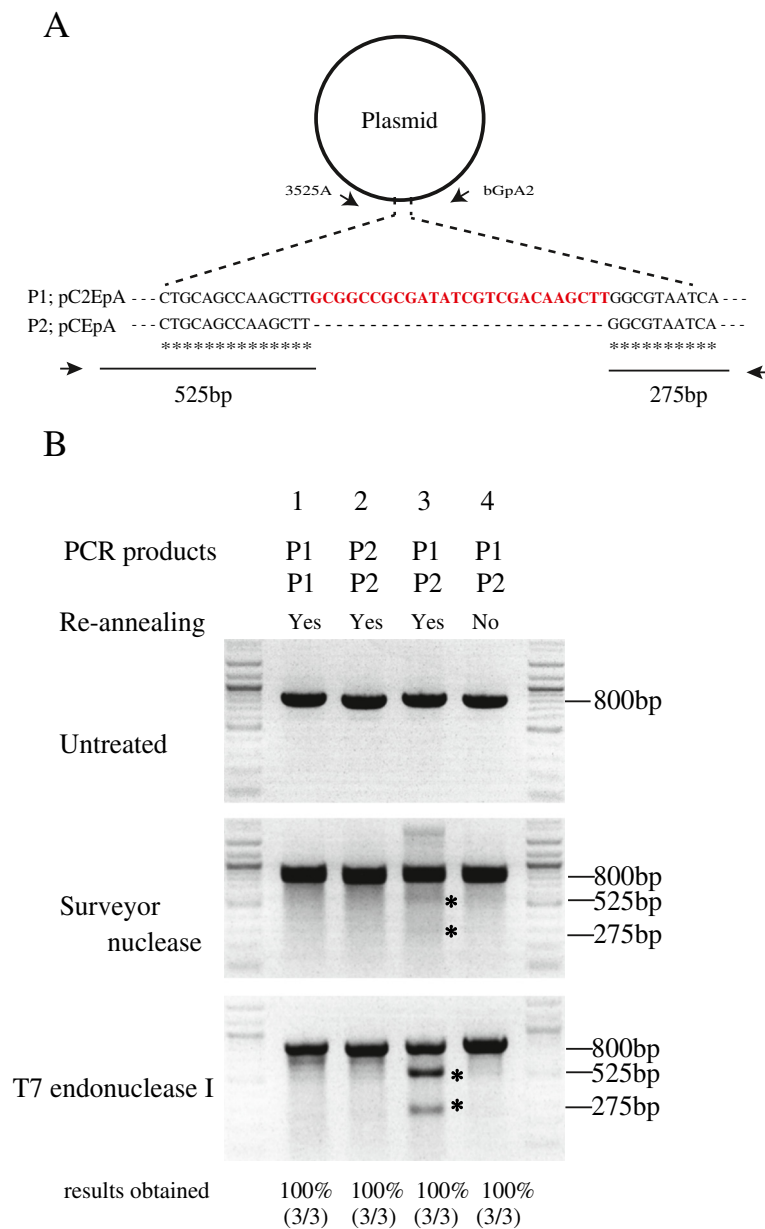 A
Plasmid
3525A
bGpA2
P1; pC2EpA - - - CTGCAGCCAAGCTTGCGGCCGCGATATCGTCGACAAGCTTGGCGTAATCA - - -
P2; pCEpA - - - CTGCAGCCAAGCTT- - - - - - - - - - - - - - - - - - - - - - - - - - GGCGTAATCA - - -
************** **********
525bp 275bp
B
1 2 3 4
PCR products P1 P2 P1 P1
P1 P2 P2 P2
Re-annealing Yes Yes Yes No
Untreated
800bp
Surveyor
nuclease
800bp
525bp
*
275bp
*
T7 endonuclease I
800bp
525bp
*
275bp
*
results obtained 100% 100% 100% 100%
(3/3) (3/3) (3/3) (3/3)